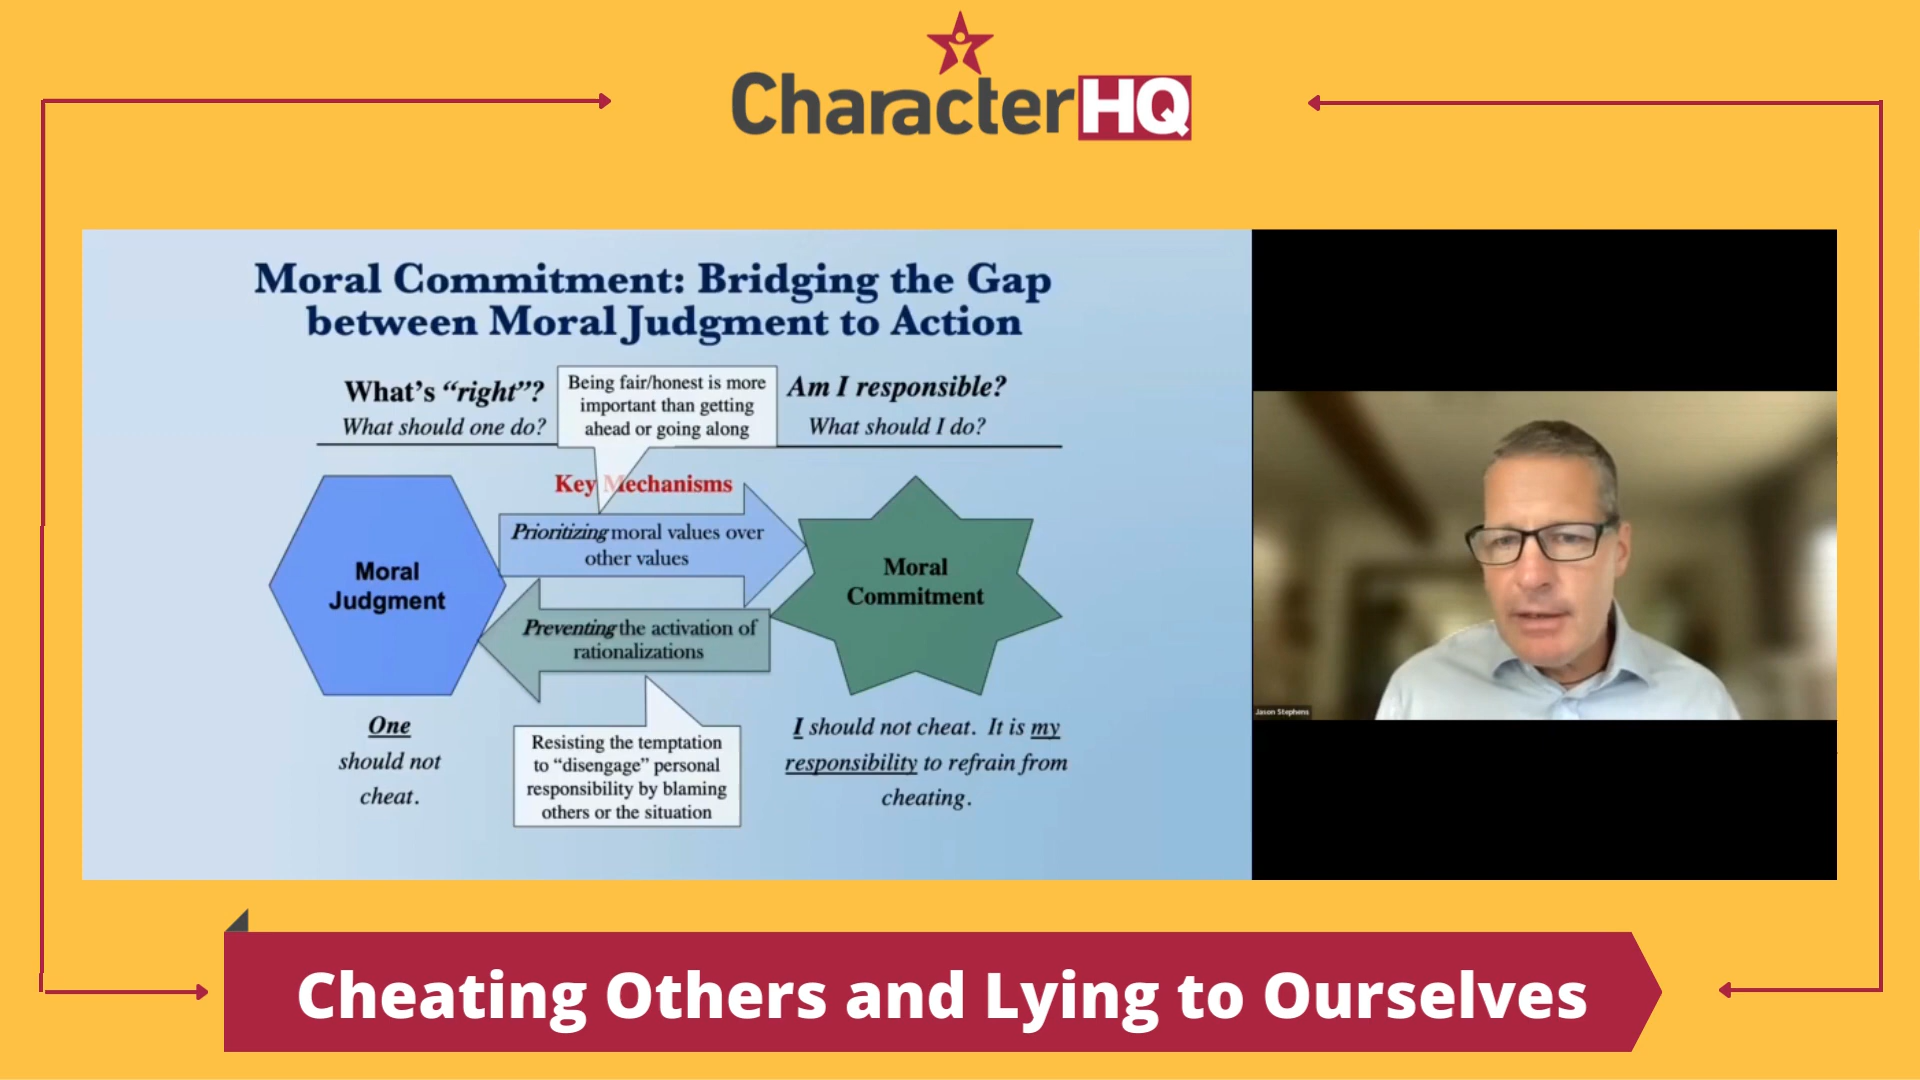 CharacterHQ
Moral Commitment: Bridging the Gap
between Moral Judgment to Action
What's “right”?
What should one do?
Being fair/honest is more
important than getting
ahead or going along
Am I responsible?
What should I do?
Key Mechanisms
Moral
Judgment
Prioritizing moral values over
other values
Preventing the activation of
rationalizations
Moral
Commitment
One
should not
cheat.
Resisting the temptation
to “disengage” personal
responsibility by blaming
others or the situation
I should not cheat. It is my
responsibility to refrain from
cheating.
Jason Stephens
Cheating Others and Lying to Ourselves